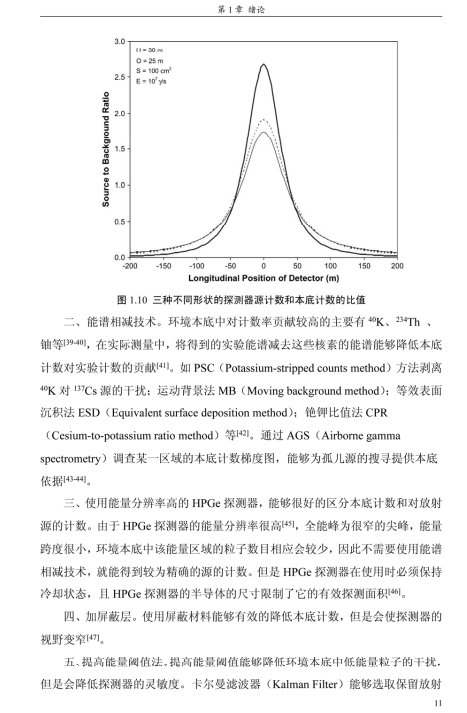 第 1 章  绪论
3.0
2.5
2.0
1.5
1.0
0.5
0.0
Source to Background Ratio
H = 50 m
O = 25 m
S = 100 cm²
E = 10⁷ γ/s
-200 -150 -100 -50 0 50 100 150 200
Longitudinal Position of Detector (m)
图 1.10  三种不同形状的探测器源计数和本底计数的比值
二、能谱相减技术。环境本底中对计数率贡献较高的主要有 ⁴⁰K、²³⁴Th 、
铀等[39-40]，在实际测量中，将得到的实验能谱减去这些核素的能谱能够降低本底
计数对实验计数的贡献[41]。如 PSC（Potassium-stripped counts method）方法剥离
⁴⁰K 对 ¹³⁷Cs 源的干扰；运动背景法 MB（Moving background method）；等效表面
沉积法 ESD（Equivalent surface deposition method）；铯钾比值法 CPR
（Cesium-to-potassium ratio method）等[42]。通过 AGS（Airborne gamma
spectrometry）调查某一区域的本底计数梯度图，能够为孤儿源的搜寻提供本底
依据[43-44]。
三、使用能量分辨率高的 HPGe 探测器，能够很好的区分本底计数和对放射
源的计数。由于 HPGe 探测器的能量分辨率很高[45]，全能峰为很窄的尖峰，能量
跨度很小，环境本底中该能量区域的粒子数目相应会较少，因此不需要使用能谱
相减技术，就能得到较为精确的源的计数。但是 HPGe 探测器在使用时必须保持
冷却状态，且 HPGe 探测器的半导体的尺寸限制了它的有效探测面积[46]。
四、加屏蔽层。使用屏蔽材料能够有效的降低本底计数，但是会使探测器的
视野变窄[47]。
五、提高能量阈值法。提高能量阈值能够降低环境本底中低能量粒子的干扰，
但是会降低探测器的灵敏度。卡尔曼滤波器（Kalman Filter）能够选取保留放射
11